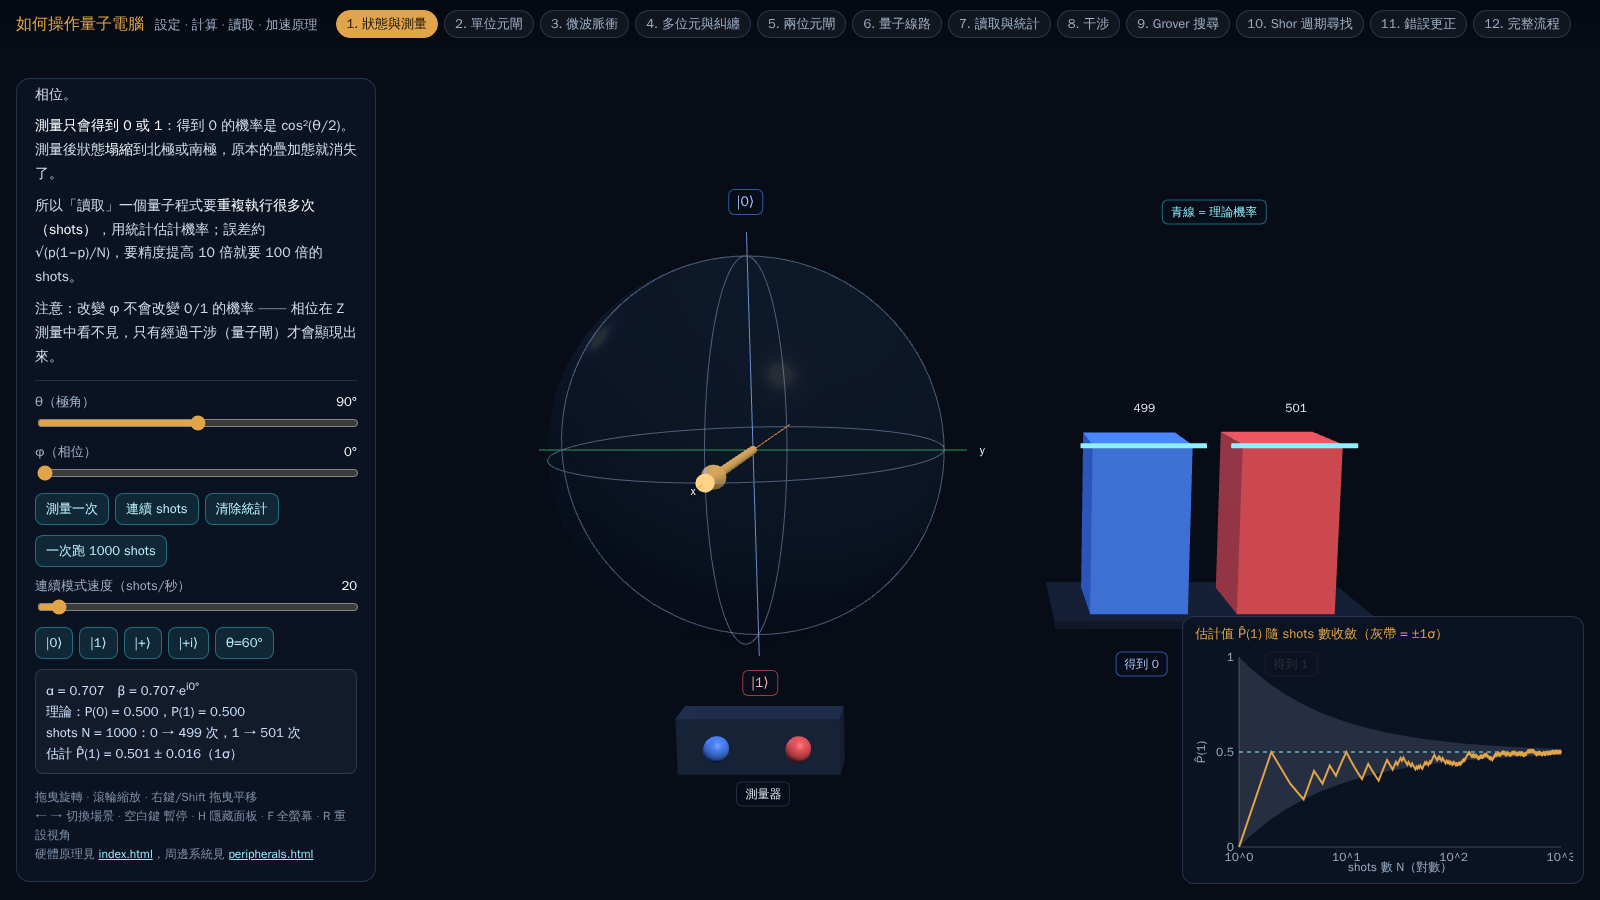 如何操作量子電腦 設定 · 計算 · 讀取 · 加速原理
1. 狀態與測量
2. 單位元閘
3. 微波脈衝
4. 多位元與糾纏
5. 兩位元閘
6. 量子線路
7. 讀取與統計
8. 干涉
9. Grover 搜尋
10. Shor 週期尋找
11. 錯誤更正
12. 完整流程
相位。
測量只會得到 0 或 1：得到 0 的機率是 cos²(θ/2)。
測量後狀態塌縮到北極或南極，原本的疊加態就消失
了。
所以「讀取」一個量子程式要重複執行很多次
（shots），用統計估計機率；誤差約
√(p(1−p)/N)，要精度提高 10 倍就要 100 倍的
shots。
注意：改變 φ 不會改變 0/1 的機率 —— 相位在 Z
測量中看不見，只有經過干涉（量子閘）才會顯現出
來。
θ（極角） 90°
φ（相位） 0°
測量一次 連續 shots 清除統計
一次跑 1000 shots
連續模式速度（shots/秒） 20
|0⟩ |1⟩ |+⟩ |+i⟩ θ=60°
α = 0.707 β = 0.707·e^i0°
理論：P(0) = 0.500，P(1) = 0.500
shots N = 1000：0 → 499 次，1 → 501 次
估計 P̂(1) = 0.501 ± 0.016（1σ）
拖曳旋轉 · 滾輪縮放 · 右鍵/Shift 拖曳平移
← → 切換場景 · 空白鍵 暫停 · H 隱藏面板 · F 全螢幕 · R 重
設視角
硬體原理見 index.html，周邊系統見 peripherals.html
|0⟩
y
x
|1⟩
測量器
青線 = 理論機率
499 501
得到 0
得到 1
估計值 P̂(1) 隨 shots 數收斂（灰帶 = ±1σ）
1
0.5
0
P̂(1)
10^0 10^1 10^2 10^3
shots 數 N（對數）